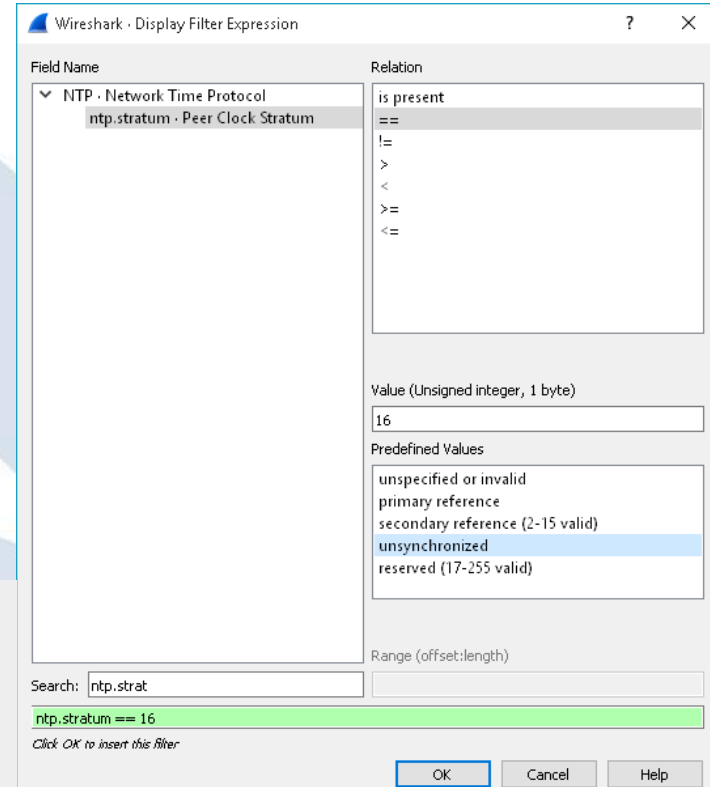 Wireshark · Display Filter Expression
?
Field Name
NTP · Network Time Protocol
ntp.stratum · Peer Clock Stratum
Relation
is present
==
!=
>
<
>=
<=
Value (Unsigned integer, 1 byte)
16
Predefined Values
unspecified or invalid
primary reference
secondary reference (2-15 valid)
unsynchronized
reserved (17-255 valid)
Range (offset:length)
Search: ntp.strat
ntp.stratum == 16
Click OK to insert this filter
OK Cancel Help